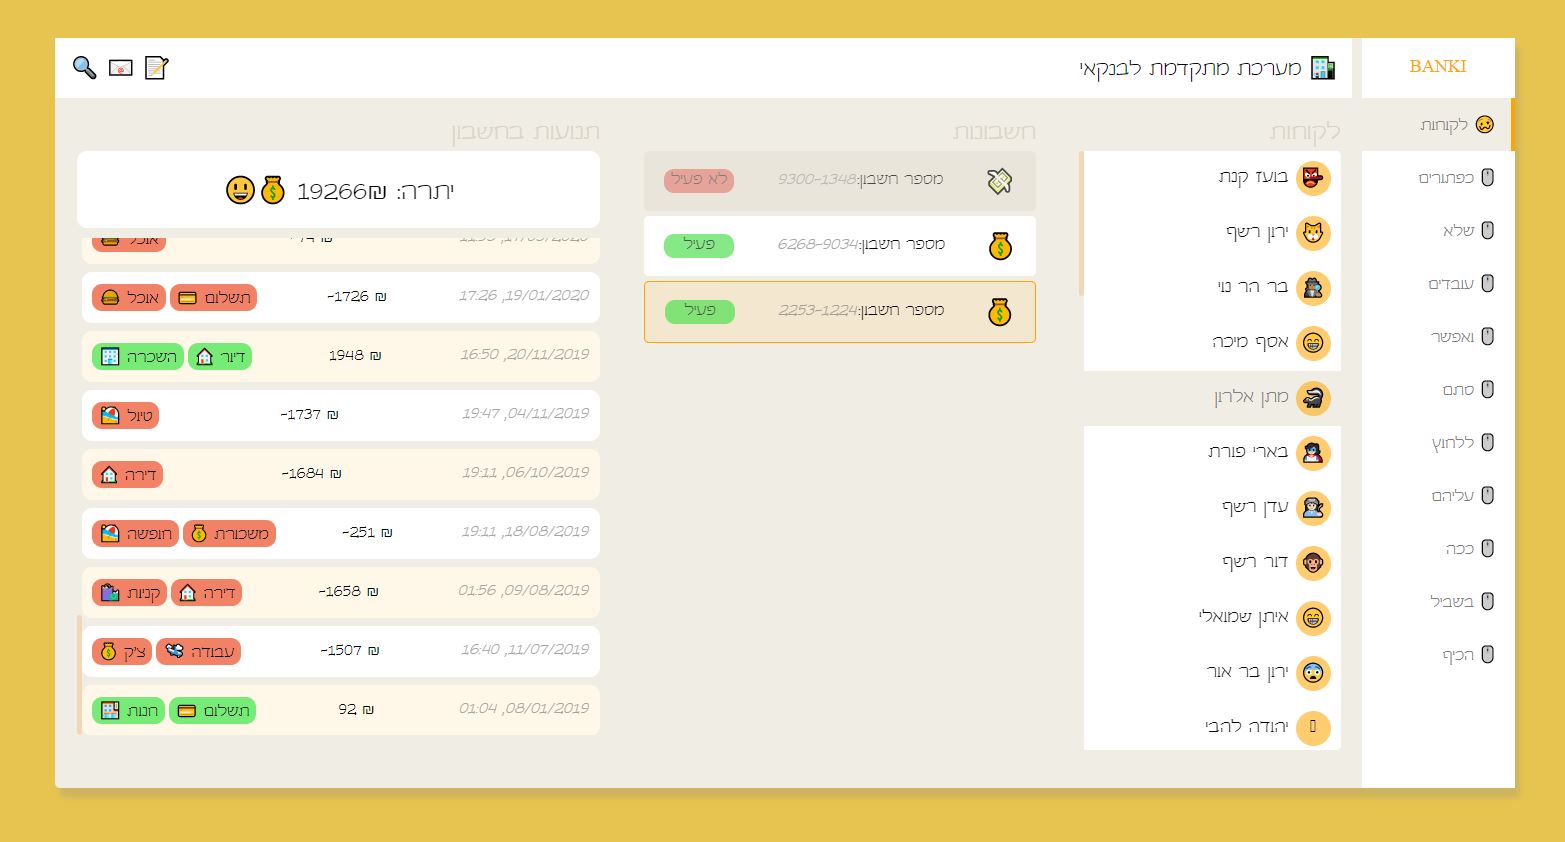 BANKI
מערכת מתקדמת לבנקאי
לקוחות
כפתורים
שלא
עובדים
ואפשר
סתם
ללחוץ
עליהם
ככה
בשביל
הכיף
לקוחות
בועז קנת
ירון רשף
בר הר נוי
אסף מיכה
מתן אלרון
בארי פורת
עדן רשף
דור רשף
איתן שמואלי
ירון בר אור
יהודה להבי
חשבונות
מספר חשבון: 9300-1348 לא פעיל
מספר חשבון: 6268-9034 פעיל
מספר חשבון: 2253-1224 פעיל
תנועות בחשבון
יתרה: 19266₪
אוכל
19/01/2020, 17:26 ₪ 1726- תשלום אוכל
20/11/2019, 16:50 ₪ 1948 דיור השכרה
04/11/2019, 19:47 ₪ 1737- טיול
06/10/2019, 19:11 ₪ 1684- דירה
18/08/2019, 19:11 ₪ 251- משכורת חופשה
09/08/2019, 01:56 ₪ 1658- דירה קניות
11/07/2019, 16:40 ₪ 1507- עבודה צ'ק
08/01/2019, 01:04 ₪ 92 תשלום חנות